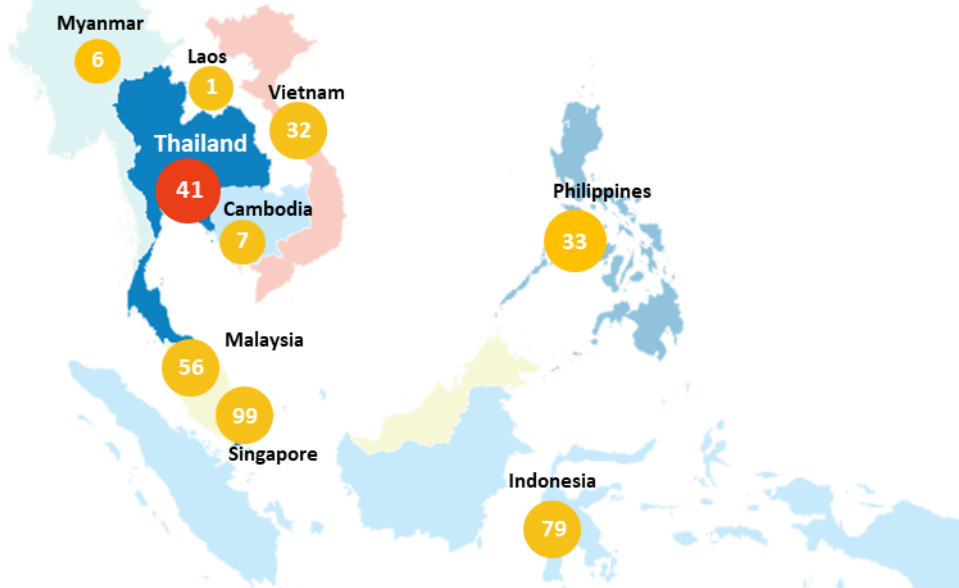 Myanmar
6
Laos
1
Vietnam
32
Thailand
41
Cambodia
7
Philippines
33
Malaysia
56
99
Singapore
Indonesia
79